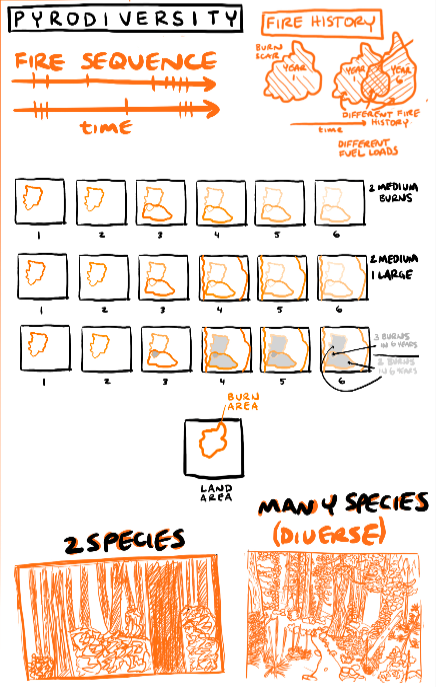 PYRODIVERSITY
FIRE HISTORY
FIRE SEQUENCE
time
BURN
SCAR
YEAR
1
YEAR
1
YEAR
6
DIFFERENT FIRE
HISTORY
time
DIFFERENT
FUEL LOADS
2 MEDIUM
BURNS
1 2 3 4 5 6
2 MEDIUM
1 LARGE
1 2 3 4 5 6
3 BURNS
IN 6 YEARS
2 BURNS
IN 6 YEARS
1 2 3 4 5 6
BURN
AREA
LAND
AREA
2 SPECIES
MANY SPECIES
(DIVERSE)